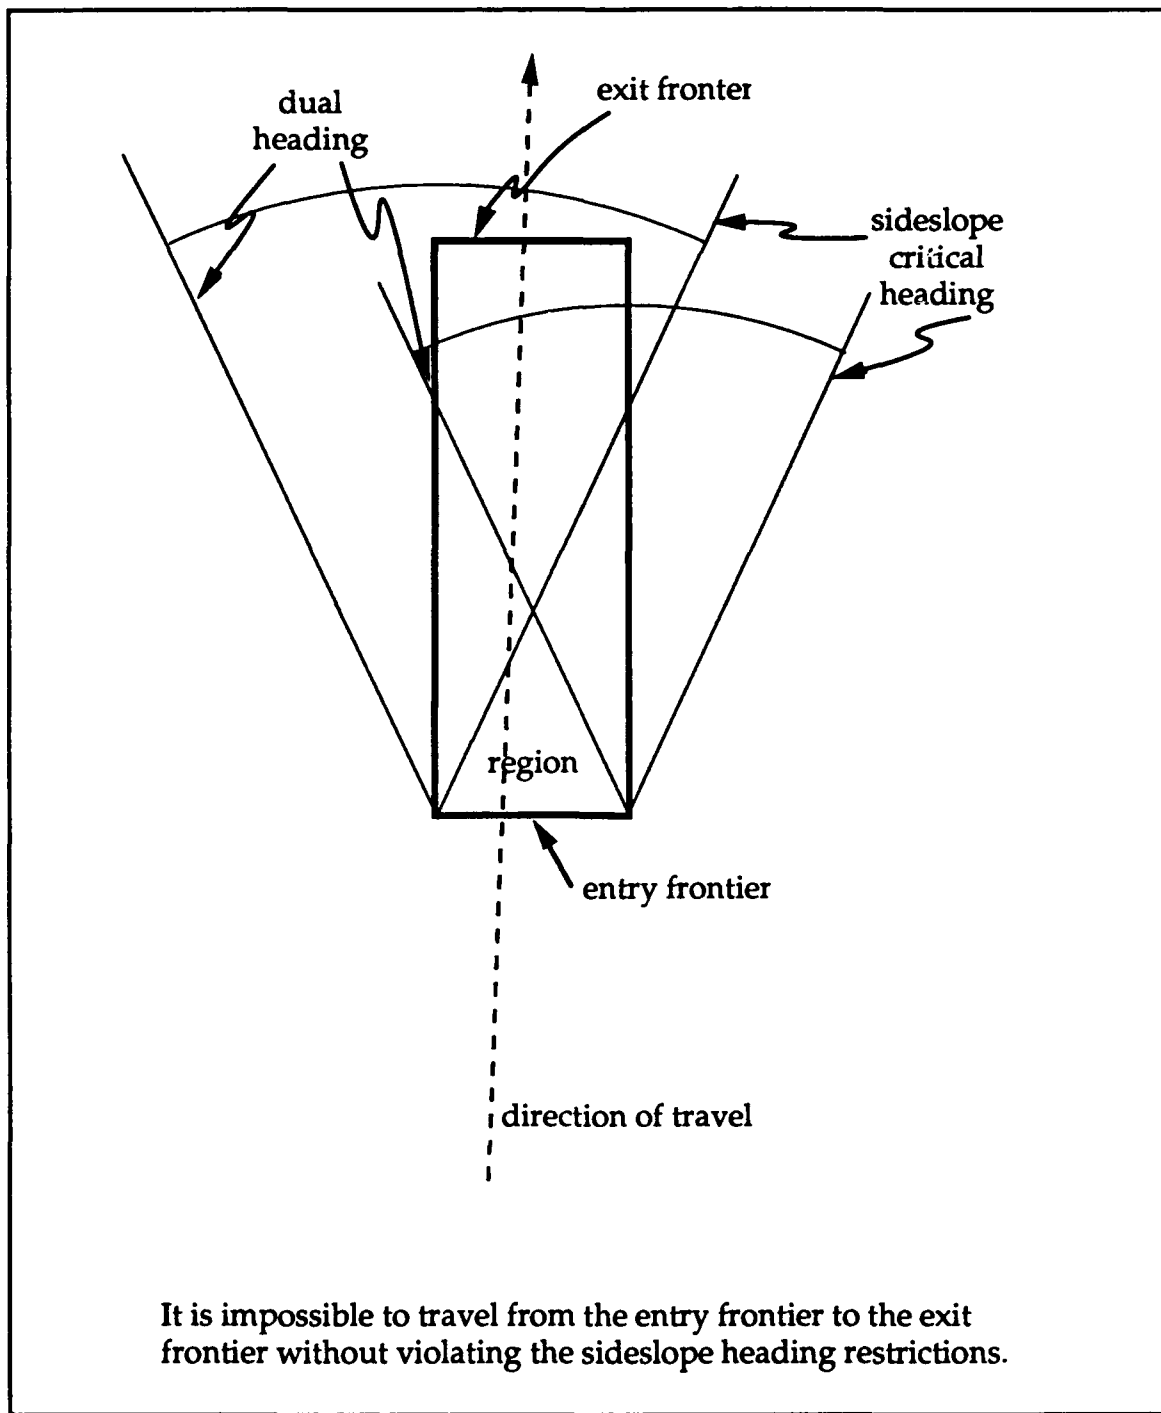 dual
heading
exit fronter
sideslope
critical
heading
region
entry frontier
direction of travel
It is impossible to travel from the entry frontier to the exit
frontier without violating the sideslope heading restrictions.